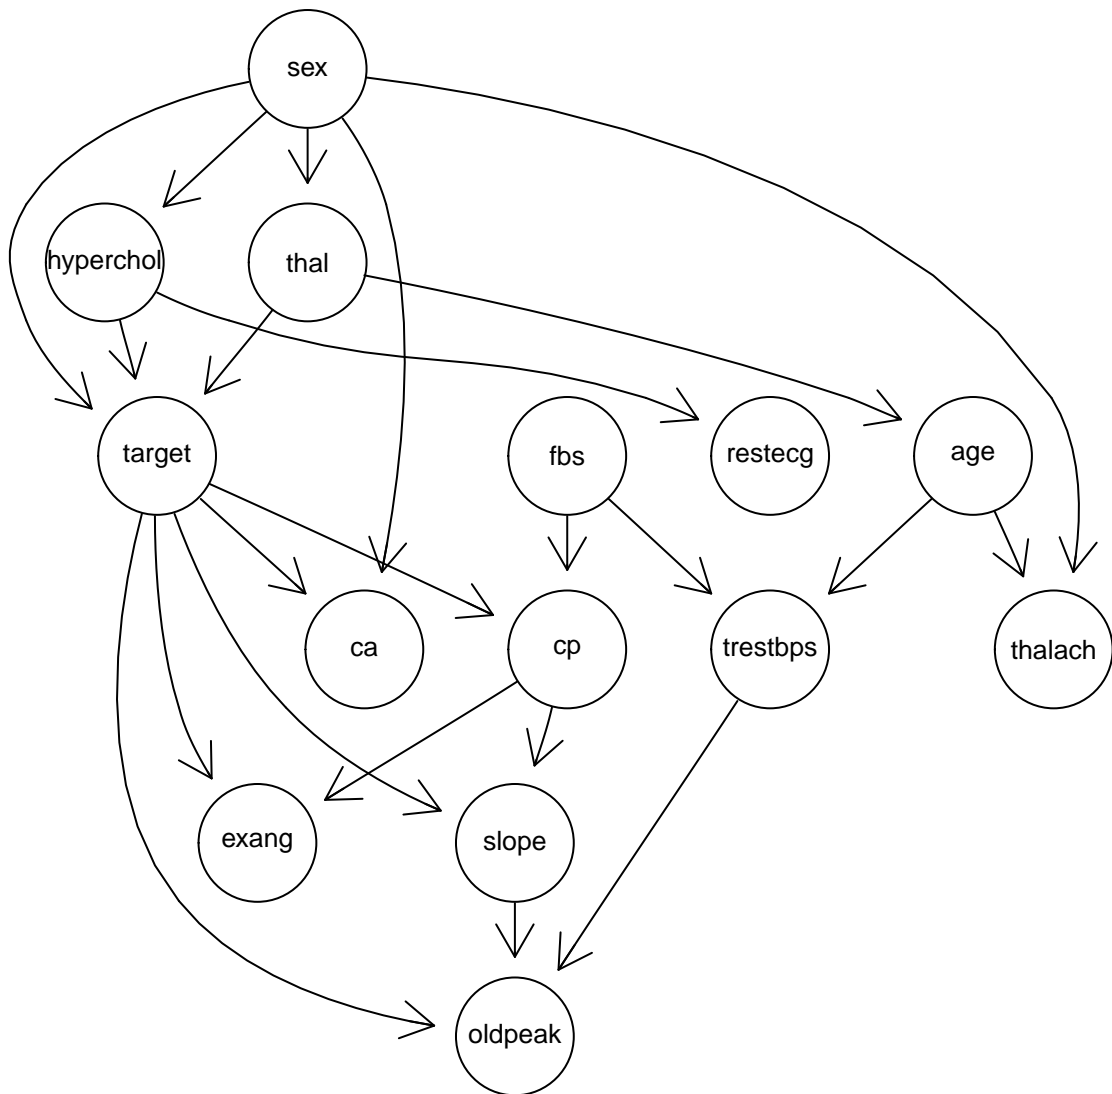 sex
hyperchol
thal
target
fbs
restecg
age
ca
cp
trestbps
thalach
exang
slope
oldpeak